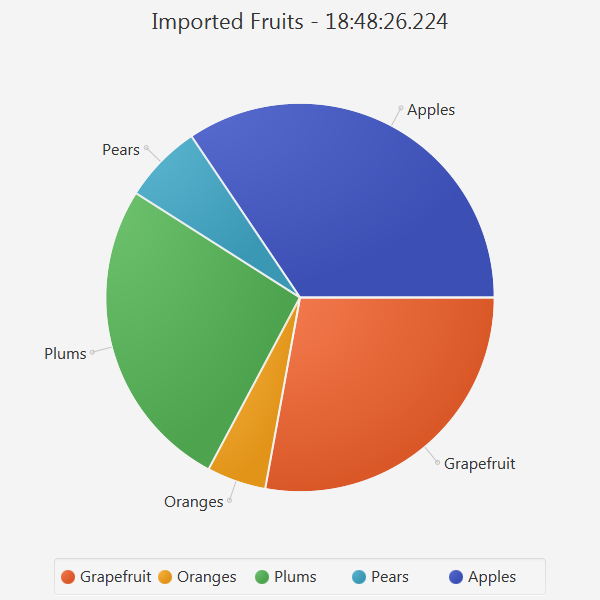 Imported Fruits - 18:48:26.224
Apples
Pears
Plums
Grapefruit
Oranges
Grapefruit Oranges Plums Pears Apples